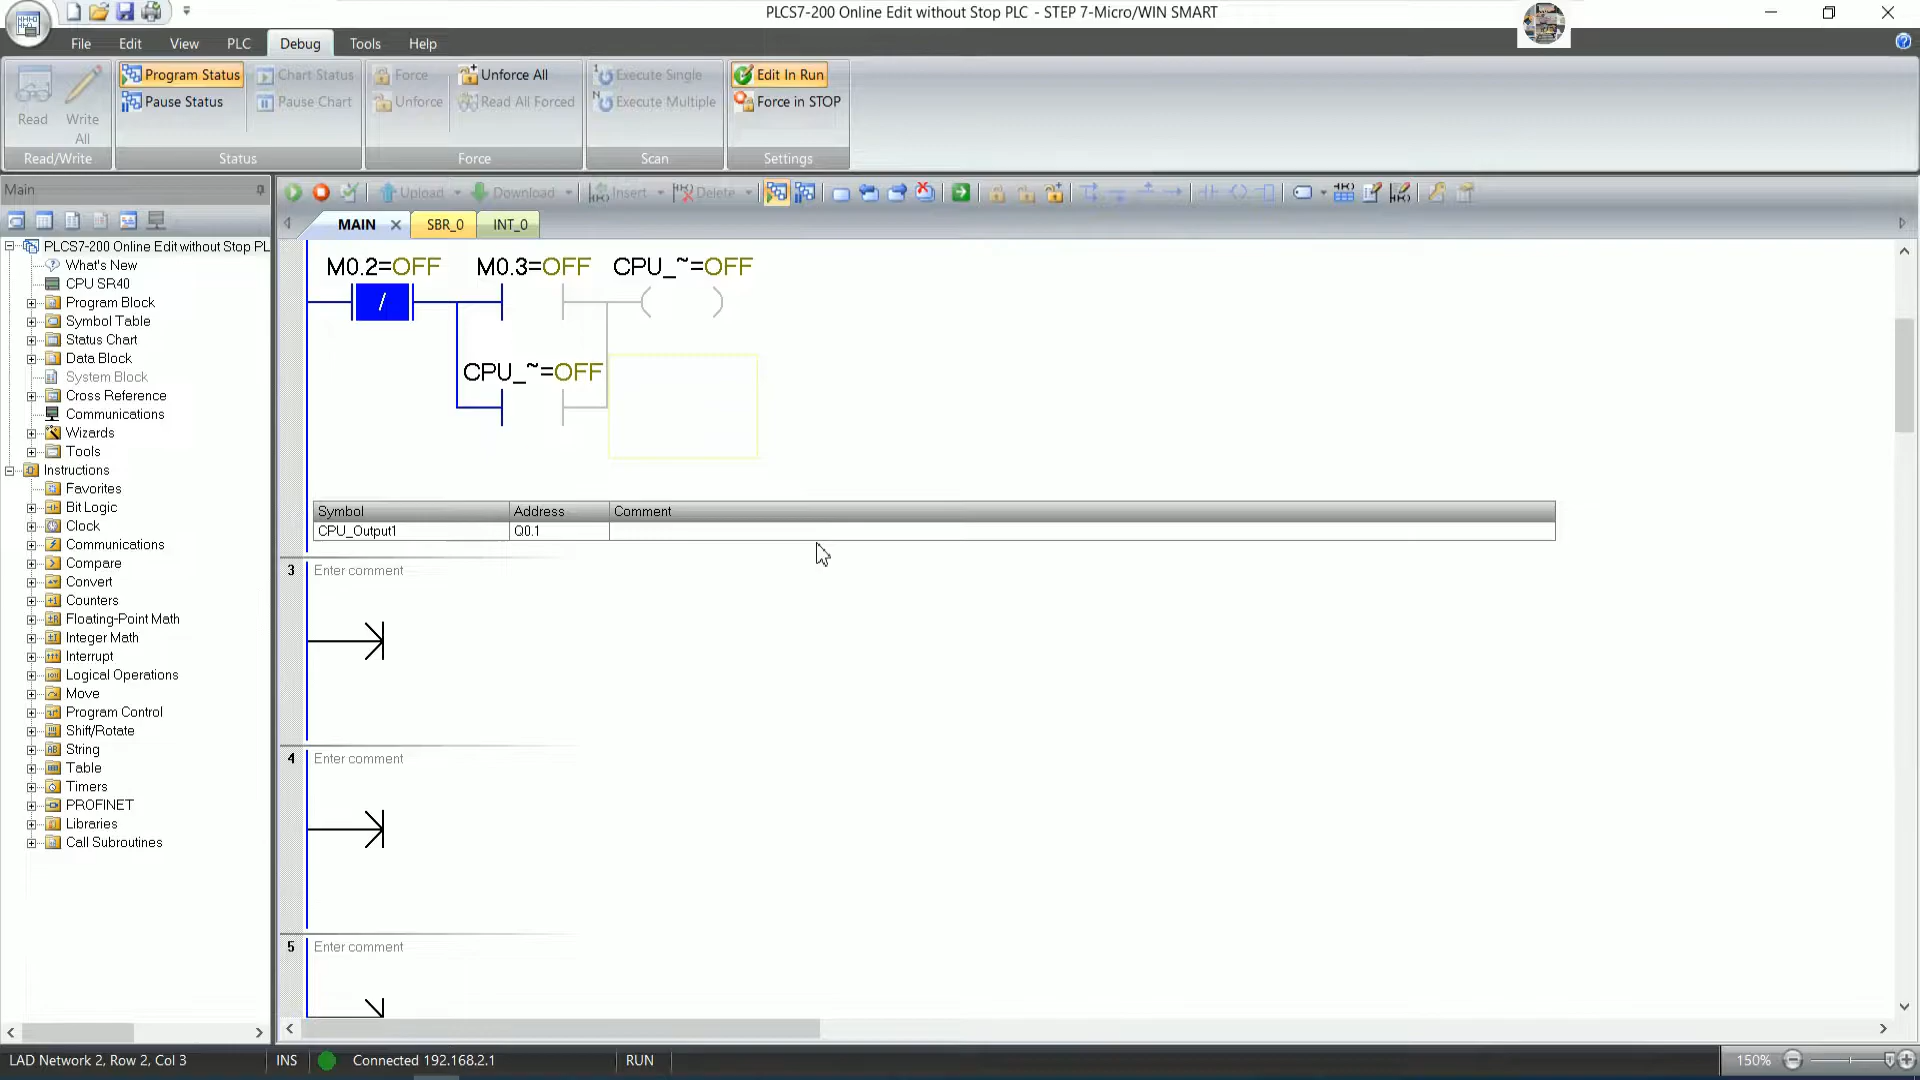 PLCS7-200 Online Edit without Stop PLC - STEP 7-Micro/WIN SMART
File Edit View PLC Debug Tools Help
Read Write All
Read/Write
Program Status Chart Status
Pause Status Pause Chart
Status
Force Unforce All
Unforce Read All Forced
Force
Execute Single
Execute Multiple
Scan
Edit In Run
Force in STOP
Settings
Main
Upload Download Insert Delete
MAIN SBR_0 INT_0
PLCS7-200 Online Edit without Stop PL
What's New
CPU SR40
Program Block
Symbol Table
Status Chart
Data Block
System Block
Cross Reference
Communications
Wizards
Tools
Instructions
Favorites
Bit Logic
Clock
Communications
Compare
Convert
Counters
Floating-Point Math
Integer Math
Interrupt
Logical Operations
Move
Program Control
Shift/Rotate
String
Table
Timers
PROFINET
Libraries
Call Subroutines
M0.2=OFF M0.3=OFF CPU_~=OFF
/
CPU_~=OFF
Symbol Address Comment
CPU_Output1 Q0.1
3 Enter comment
4 Enter comment
5 Enter comment
LAD Network 2, Row 2, Col 3 INS Connected 192.168.2.1 RUN 150%